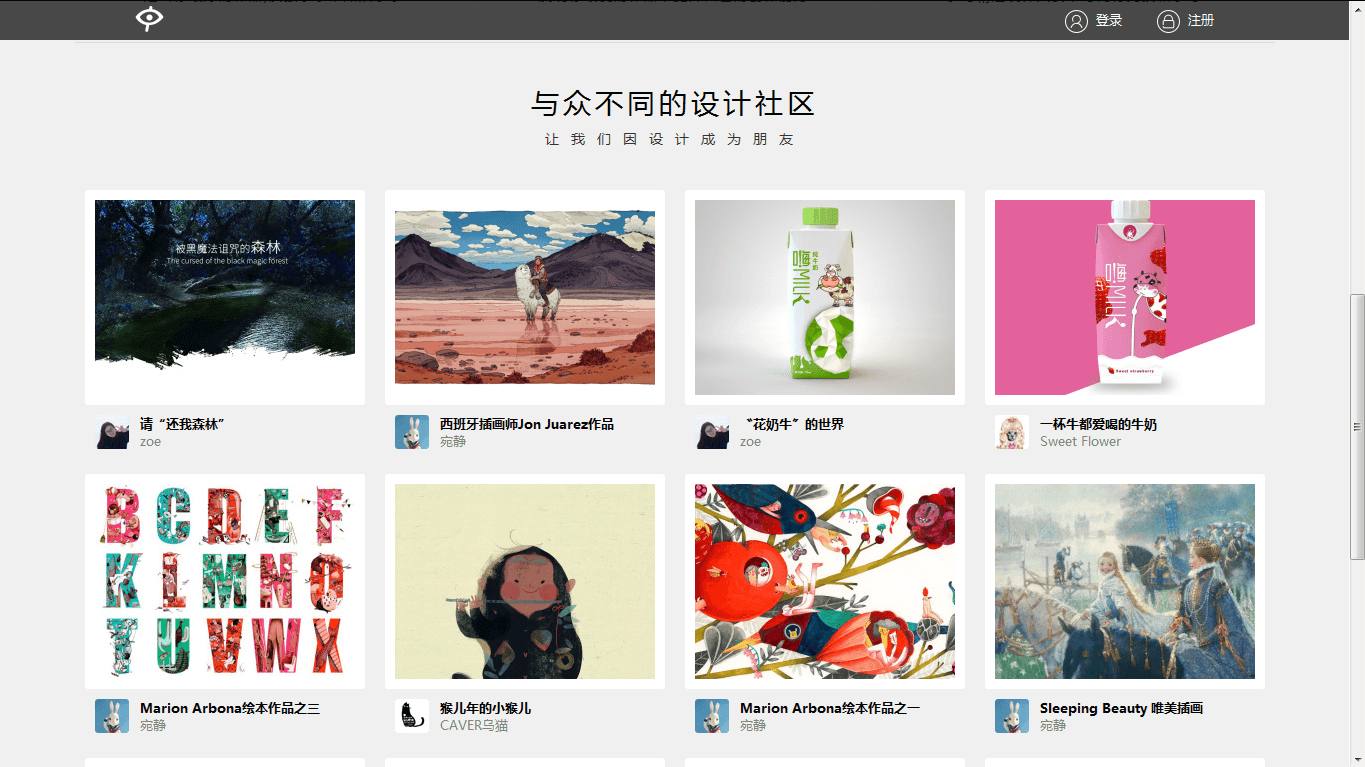 登录
注册
与众不同的设计社区
让我们因设计成为朋友
被黑魔法诅咒的森林
The cursed of the black magic forest
嗨MILK
纯牛奶
嗨MILK
Sweet strawberry
请“还我森林”
zoe
西班牙插画师Jon Juarez作品
宛静
〝花奶牛〞的世界
zoe
一杯牛都爱喝的牛奶
Sweet Flower
BCDEF
KLMNO
TUVWX
Marion Arbona绘本作品之三
宛静
猴儿年的小猴儿
CAVER乌猫
Marion Arbona绘本作品之一
宛静
Sleeping Beauty 唯美插画
宛静